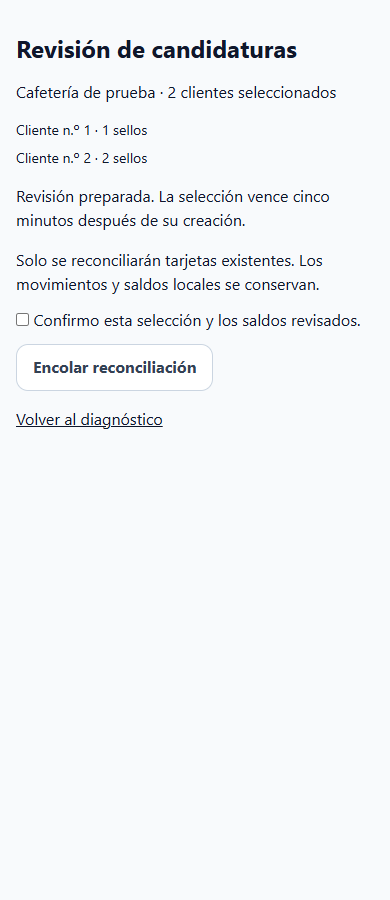 Revisión de candidaturas
Cafetería de prueba · 2 clientes seleccionados
Cliente n.º 1 · 1 sellos
Cliente n.º 2 · 2 sellos
Revisión preparada. La selección vence cinco
minutos después de su creación.
Solo se reconciliarán tarjetas existentes. Los
movimientos y saldos locales se conservan.
Confirmo esta selección y los saldos revisados.
Encolar reconciliación
Volver al diagnóstico